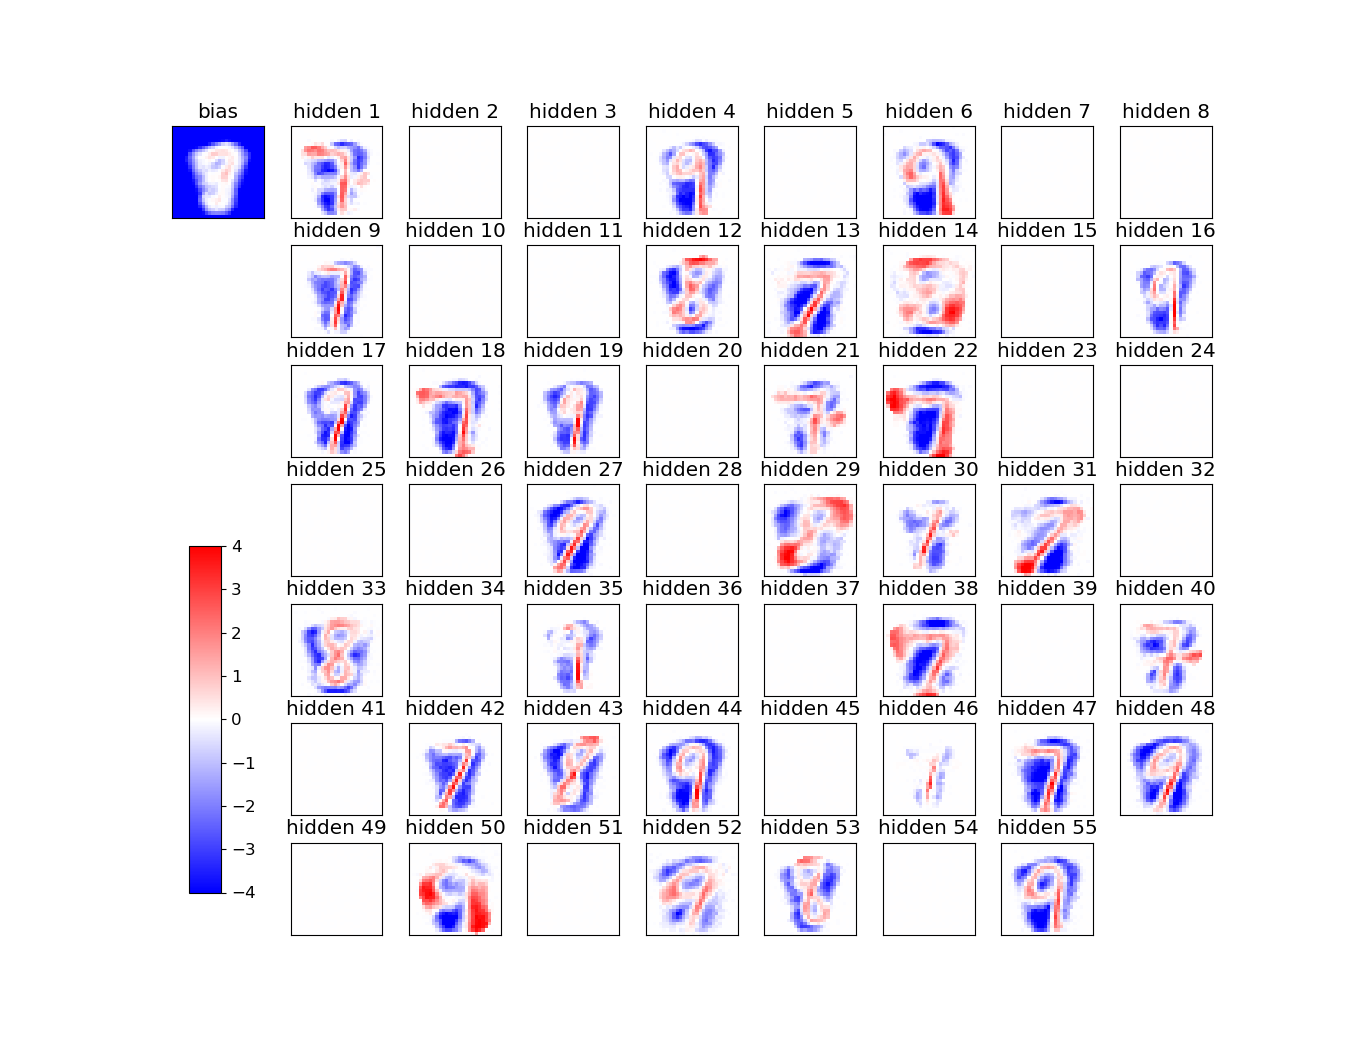 bias hidden 1 hidden 2 hidden 3 hidden 4 hidden 5 hidden 6 hidden 7 hidden 8
hidden 9 hidden 10 hidden 11 hidden 12 hidden 13 hidden 14 hidden 15 hidden 16
hidden 17 hidden 18 hidden 19 hidden 20 hidden 21 hidden 22 hidden 23 hidden 24
hidden 25 hidden 26 hidden 27 hidden 28 hidden 29 hidden 30 hidden 31 hidden 32
hidden 33 hidden 34 hidden 35 hidden 36 hidden 37 hidden 38 hidden 39 hidden 40
hidden 41 hidden 42 hidden 43 hidden 44 hidden 45 hidden 46 hidden 47 hidden 48
hidden 49 hidden 50 hidden 51 hidden 52 hidden 53 hidden 54 hidden 55
4
3
2
1
0
−1
−2
−3
−4